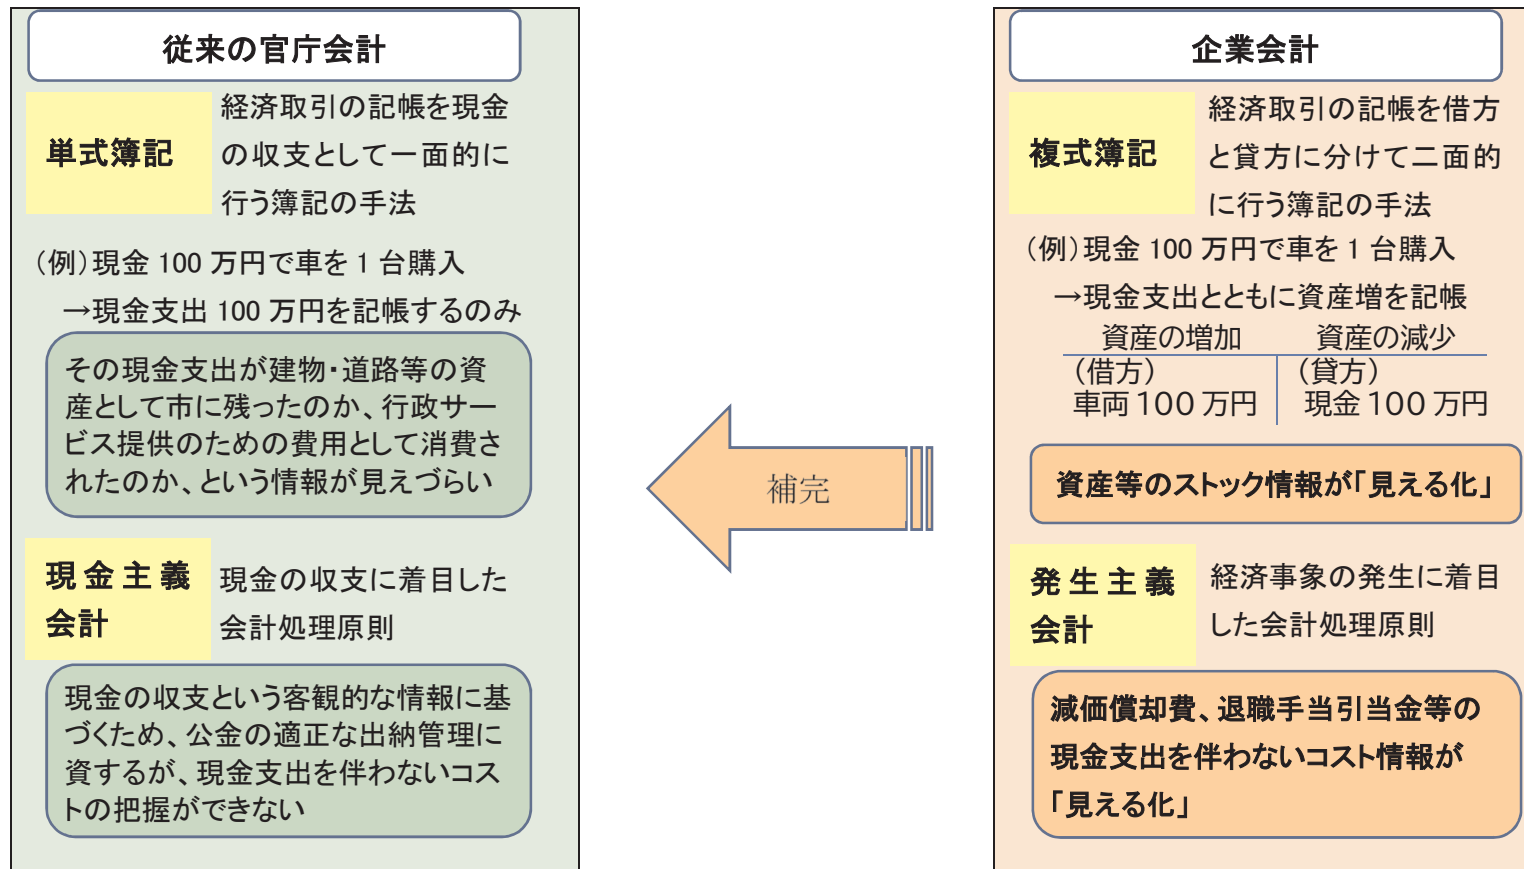 従来の官庁会計
単式簿記
経済取引の記帳を現金
の収支として一面的に
行う簿記の手法
（例）現金 100 万円で車を 1 台購入
→現金支出 100 万円を記帳するのみ
その現金支出が建物・道路等の資
産として市に残ったのか、行政サー
ビス提供のための費用として消費さ
れたのか、という情報が見えづらい
現金主義
会計
現金の収支に着目した
会計処理原則
現金の収支という客観的な情報に基
づくため、公金の適正な出納管理に
資するが、現金支出を伴わないコス
トの把握ができない
補完
企業会計
複式簿記
経済取引の記帳を借方
と貸方に分けて二面的
に行う簿記の手法
（例）現金 100 万円で車を 1 台購入
→現金支出とともに資産増を記帳
資産の増加 資産の減少
（借方） （貸方）
車両 100 万円 現金 100 万円
資産等のストック情報が「見える化」
発生主義
会計
経済事象の発生に着目
した会計処理原則
減価償却費、退職手当引当金等の
現金支出を伴わないコスト情報が
「見える化」